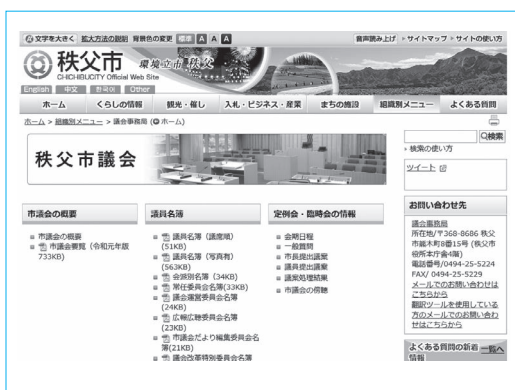 文字を大きく 拡大方法の説明 背景色の変更 標準 A A A 音声読み上げ サイトマップ サイトの使い方
秩父市 環境立市 秩父
CHICHIBUCITY Official Web Site
English 中文 한국어 Other
ホーム くらしの情報 観光・催し 入札・ビジネス・産業 まちの施設 組織別メニュー よくある質問
ホーム > 組織別メニュー > 議会事務局 (ホーム)
検索
検索の使い方
秩父市議会
ツイート
市議会の概要
市議会の概要
市議会要覧（令和元年版
733KB)
議員名簿
議員名簿（議席順）
(51KB)
議員名簿（写真有）
(563KB)
会派別名簿（34KB)
常任委員会名簿(33KB)
議会運営委員会名簿
(24KB)
広報広聴委員会名簿
(23KB)
市議会だより編集委員会名
簿(21KB)
議会改革特別委員会名簿
定例会・臨時会の情報
会期日程
一般質問
市長提出議案
議員提出議案
議案処理結果
市議会の傍聴
お問い合わせ先
議会事務局
所在地/〒368-8686 秩父
市熊木町8番15号 (秩父市
役所本庁舎4階)
電話番号/0494-25-5224
FAX/ 0494-25-5229
メールでのお問い合わせは
こちらから
翻訳ツールを使用している
方のメールでのお問い合わ
せはこちらから
よくある質問の新着 一覧へ
情報